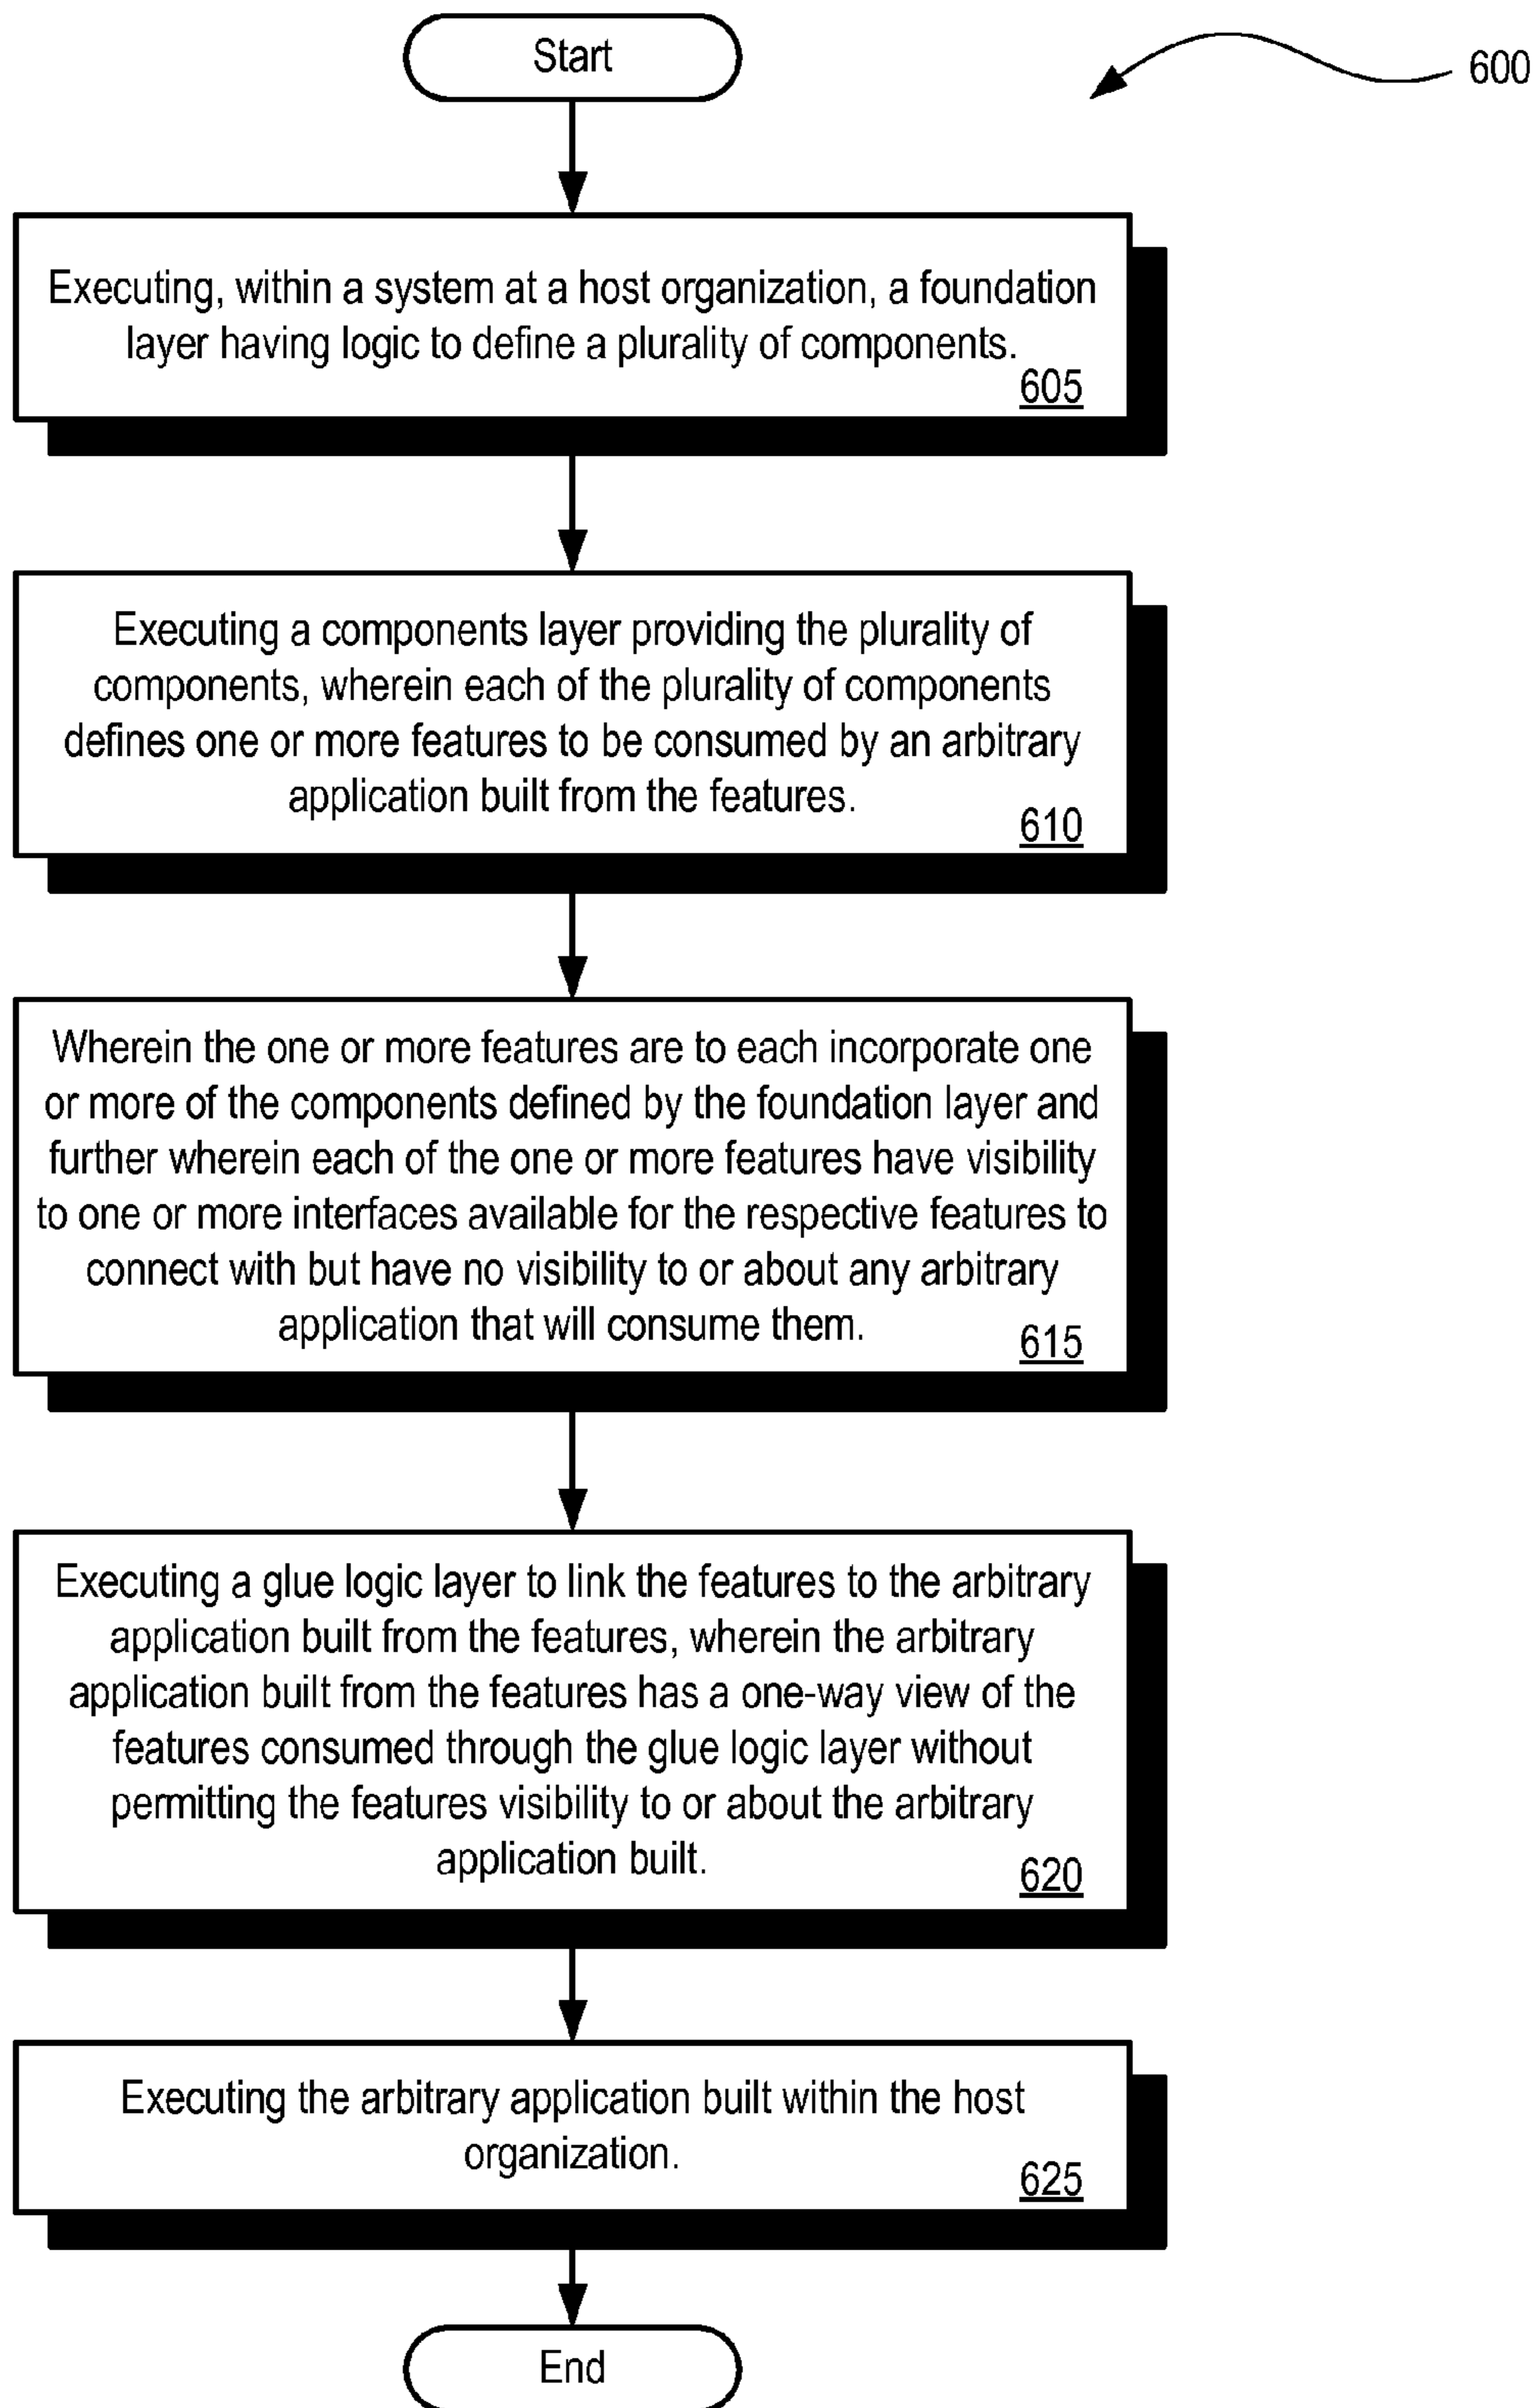 Start
600
Executing, within a system at a host organization, a foundation
layer having logic to define a plurality of components.
605
Executing a components layer providing the plurality of
components, wherein each of the plurality of components
defines one or more features to be consumed by an arbitrary
application built from the features.
610
Wherein the one or more features are to each incorporate one
or more of the components defined by the foundation layer and
further wherein each of the one or more features have visibility
to one or more interfaces available for the respective features to
connect with but have no visibility to or about any arbitrary
application that will consume them.
615
Executing a glue logic layer to link the features to the arbitrary
application built from the features, wherein the arbitrary
application built from the features has a one-way view of the
features consumed through the glue logic layer without
permitting the features visibility to or about the arbitrary
application built.
620
Executing the arbitrary application built within the host
organization.
625
End